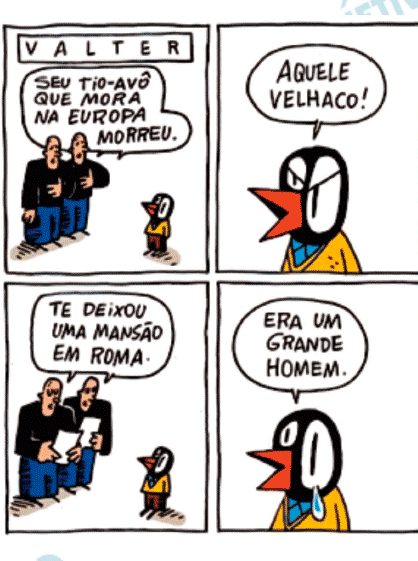 VALTER
SEU TIO-AVÔ
QUE MORA
NA EUROPA
MORREU.
AQUELE
VELHACO!
TE DEIXOU
UMA MANSÃO
EM ROMA.
ERA UM
GRANDE
HOMEM.